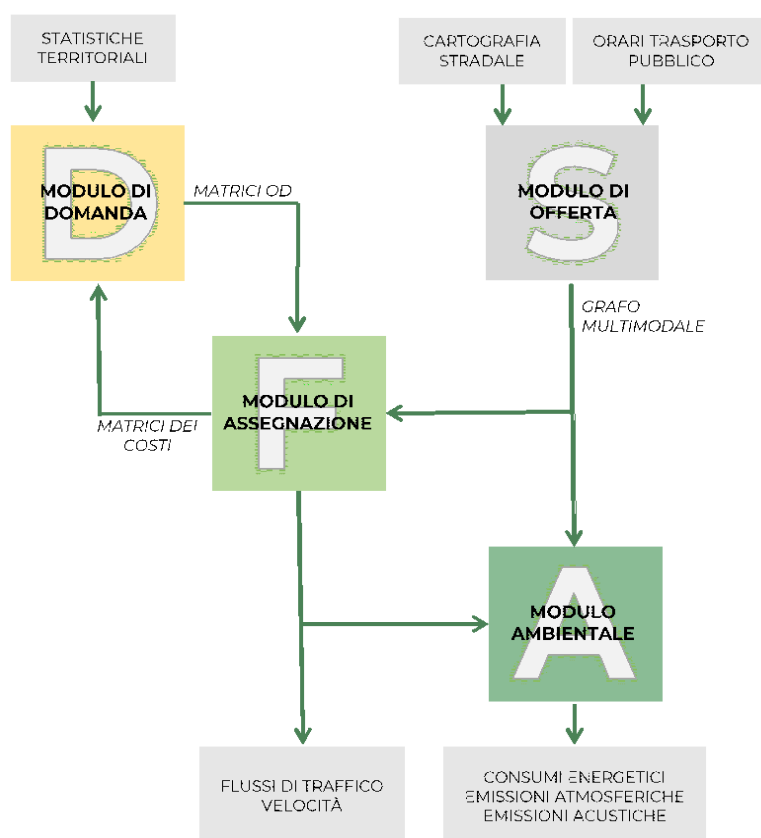 STATISTICHE
TERRITORIALI
CARTOGRAFIA
STRADALE
ORARI TRASPORTO
PUBBLICO
D
MODULO DI
DOMANDA
MATRICI OD
S
MODULO DI
OFFERTA
GRAFO
MULTIMODALE
F
MODULO DI
ASSEGNAZIONE
MATRICI DEI
COSTI
A
MODULO
AMBIENTALE
FLUSSI DI TRAFFICO
VELOCITÀ
CONSUMI ENERGETICI
EMISSIONI ATMOSFERICHE
EMISSIONI ACUSTICHE